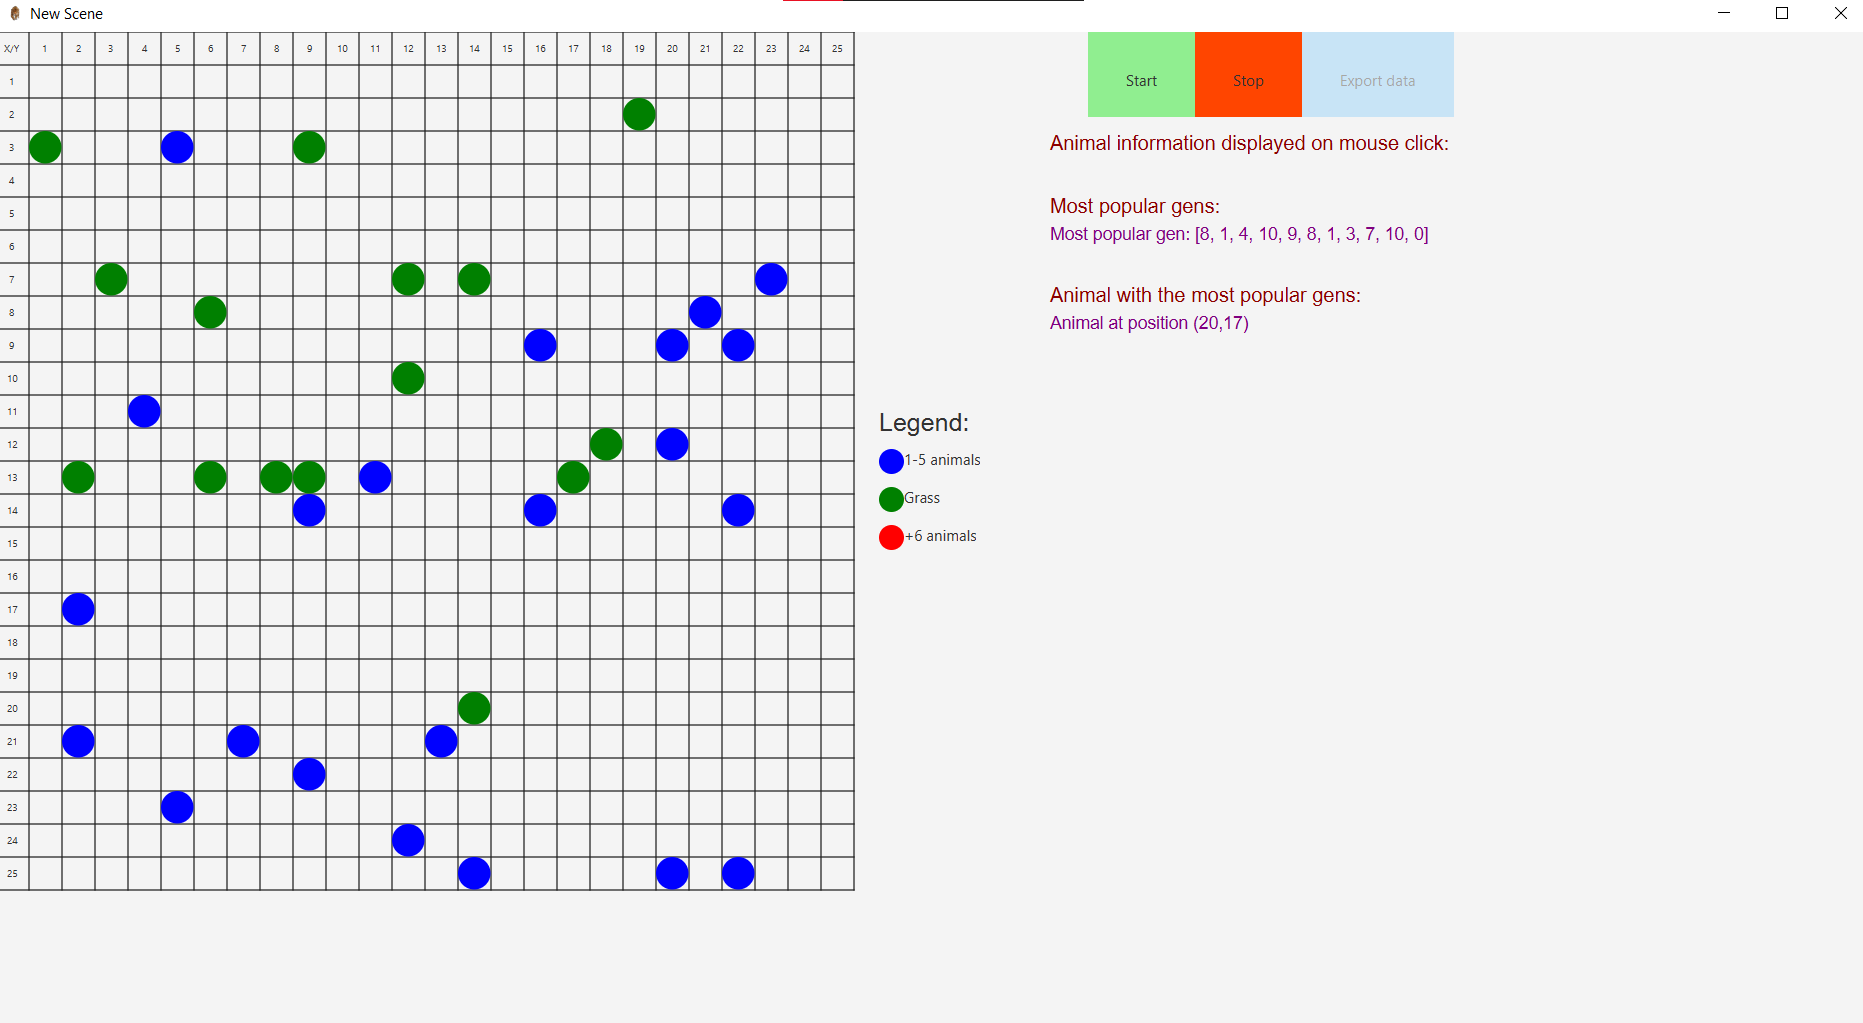 New Scene
X/Y 1 2 3 4 5 6 7 8 9 10 11 12 13 14 15 16 17 18 19 20 21 22 23 24 25
1
2
3
4
5
6
7
8
9
10
11
12
13
14
15
16
17
18
19
20
21
22
23
24
25
Legend:
1-5 animals
Grass
+6 animals
Start Stop Export data
Animal information displayed on mouse click:
Most popular gens:
Most popular gen: [8, 1, 4, 10, 9, 8, 1, 3, 7, 10, 0]
Animal with the most popular gens:
Animal at position (20,17)